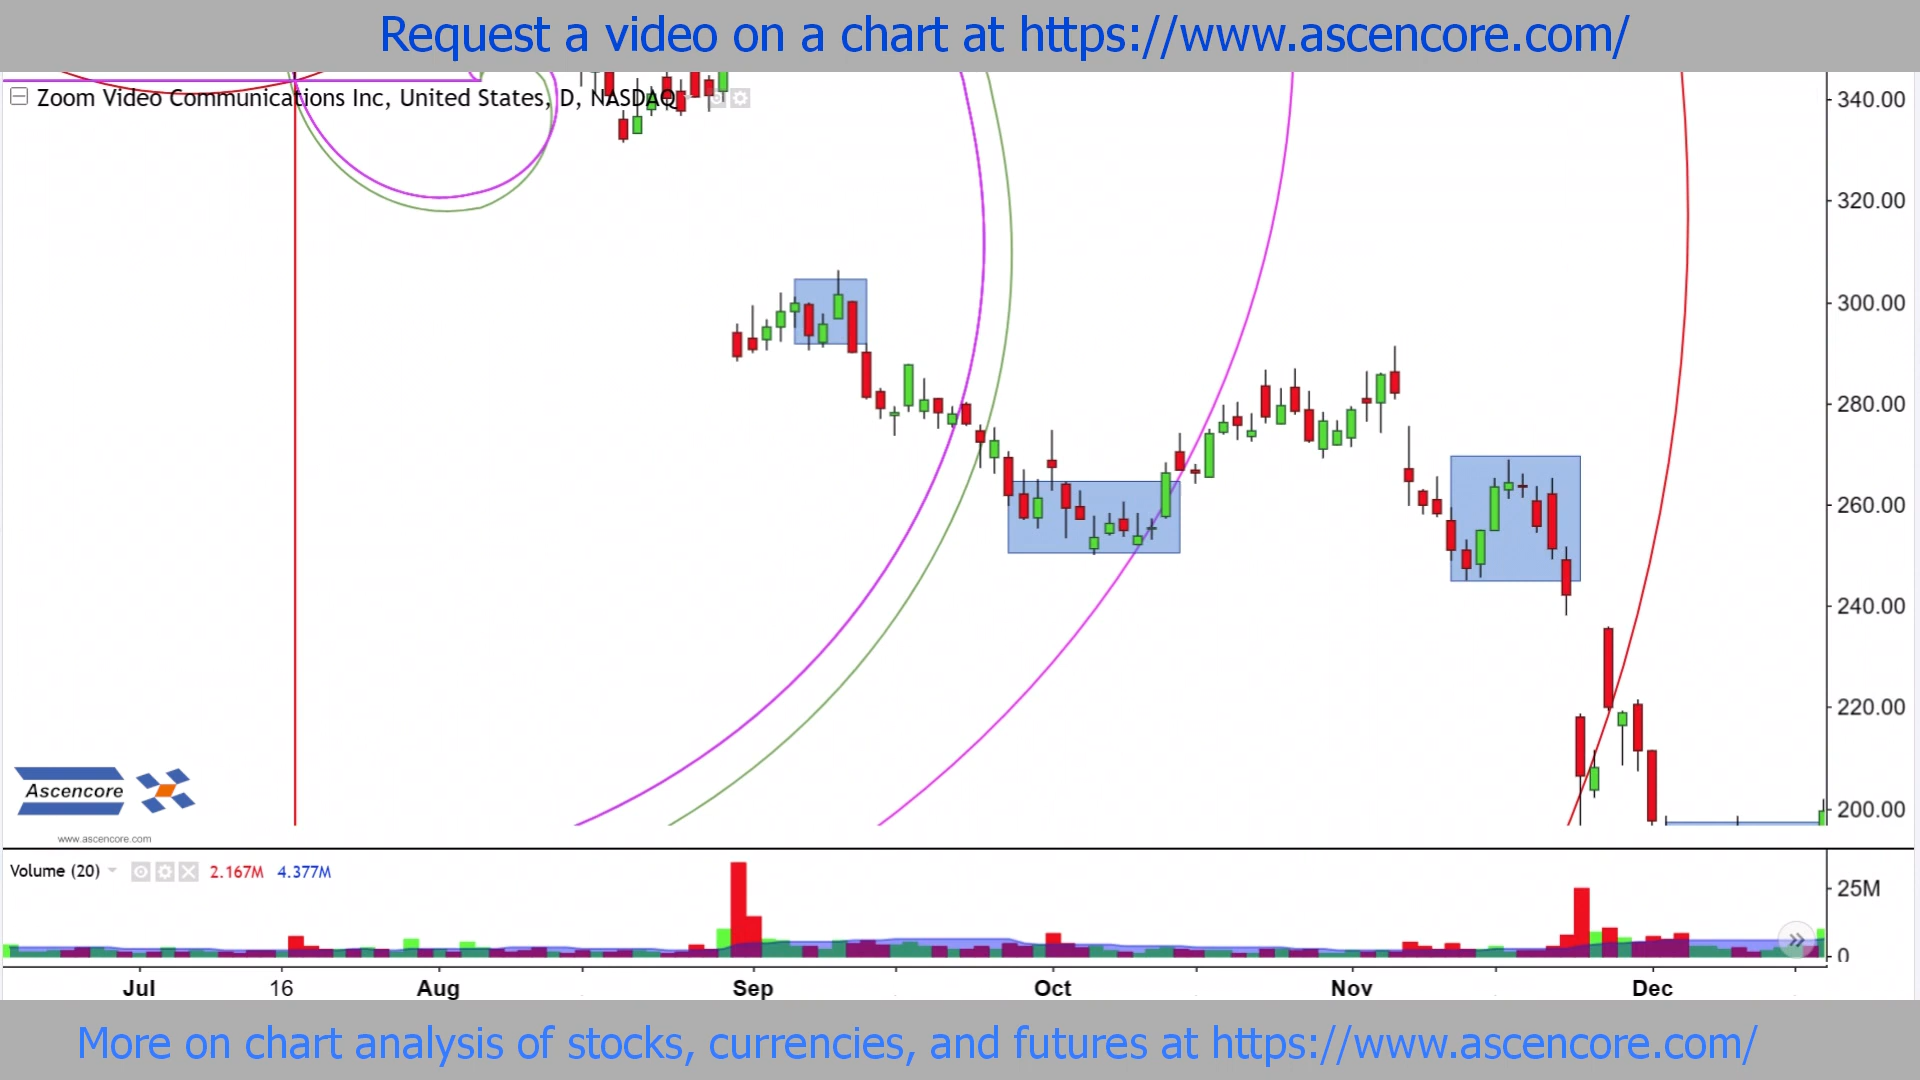 Request a video on a chart at https://www.ascencore.com/
Zoom Video Communications Inc, United States, D, NASDAQ
340.00
320.00
300.00
280.00
260.00
240.00
220.00
200.00
Ascencore
www.ascencore.com
Volume (20) 2.167M 4.377M
25M
0
Jul 16 Aug Sep Oct Nov Dec
More on chart analysis of stocks, currencies, and futures at https://www.ascencore.com/